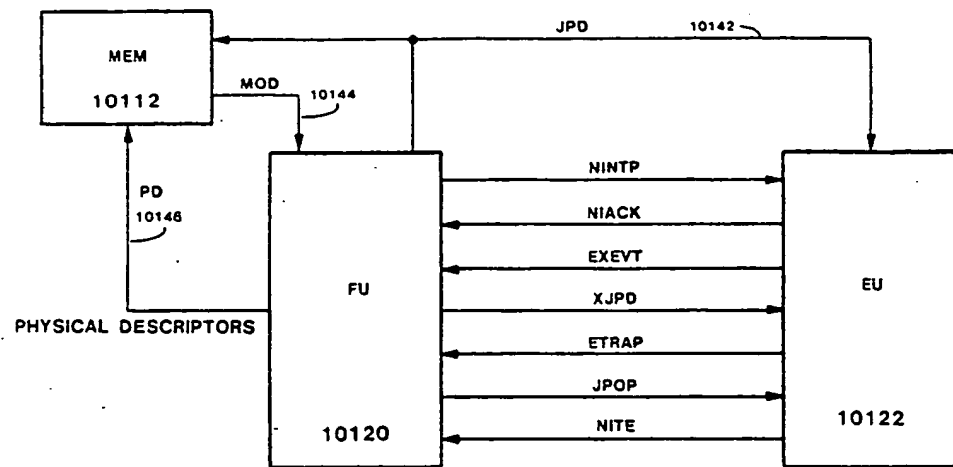 JPD
10142
MEM
10112
MOD
10144
PD
10146
PHYSICAL DESCRIPTORS
FU
10120
NINTP
NIACK
EXEVT
XJPD
ETRAP
JPOP
NITE
EU
10122